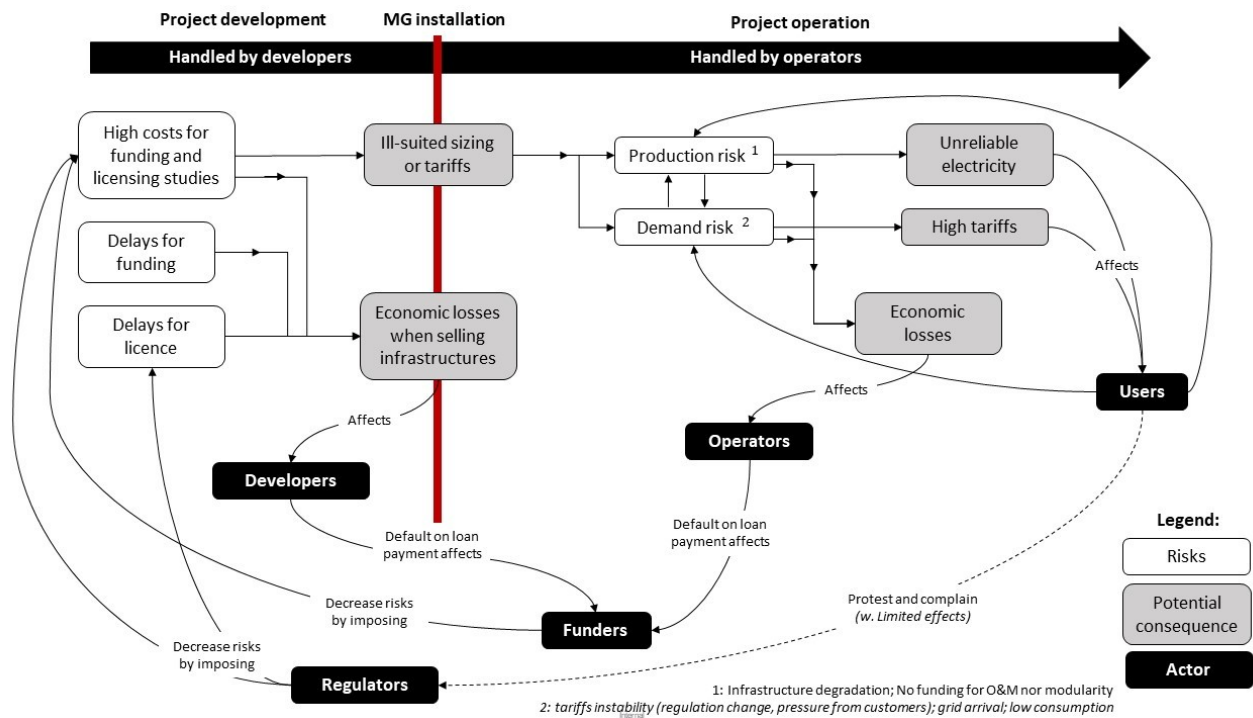 Project development
MG installation
Project operation
Handled by developers
Handled by operators
High costs for
funding and
licensing studies
Ill-suited sizing
or tariffs
Production risk 1
Unreliable
electricity
Demand risk 2
High tariffs
Delays for
funding
Affects
Delays for
licence
Economic losses
when selling
infrastructures
Economic
losses
Users
Affects
Affects
Operators
Developers
Default on loan
payment affects
Default on loan
payment affects
Legend:
Risks
Decrease risks
by imposing
Protest and complain
(w. Limited effects)
Potential
consequence
Funders
Decrease risks
by imposing
Regulators
Actor
1: Infrastructure degradation; No funding for O&M nor modularity
2: tariffs instability (regulation change, pressure from customers); grid arrival; low consumption